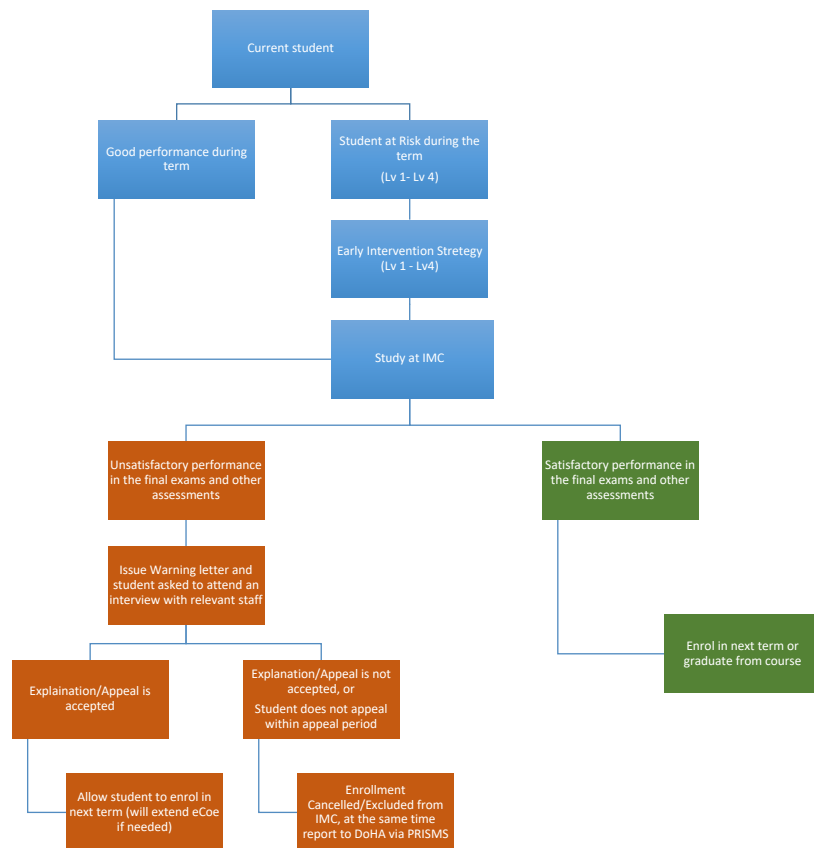 Current student
Good performance during
term
Student at Risk during the
term
(Lv 1- Lv 4)
Early Intervention Stretegy
(Lv 1 - Lv4)
Study at IMC
Unsatisfactory performance
in the final exams and other
assessments
Satisfactory performance in
the final exams and other
assessments
Issue Warning letter and
student asked to attend an
interview with relevant staff
Enrol in next term or
graduate from course
Explaination/Appeal is
accepted
Explanation/Appeal is not
accepted, or
Student does not appeal
within appeal period
Allow student to enrol in
next term (will extend eCoe
if needed)
Enrollment
Cancelled/Excluded from
IMC, at the same time
report to DoHA via PRISMS